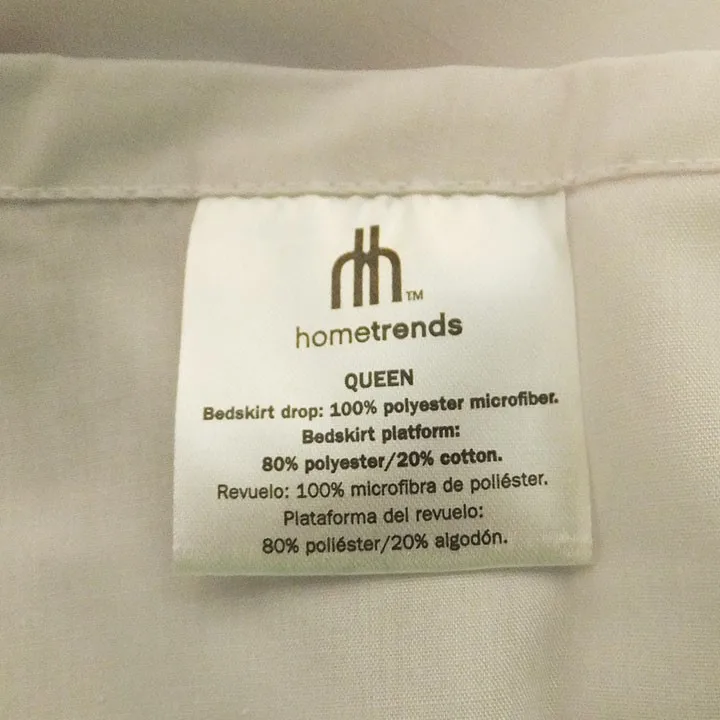 TM
hometrends
QUEEN
Bedskirt drop: 100% polyester microfiber.
Bedskirt platform:
80% polyester/20% cotton.
Revuelo: 100% microfibra de poliéster.
Plataforma del revuelo:
80% poliéster/20% algodón.